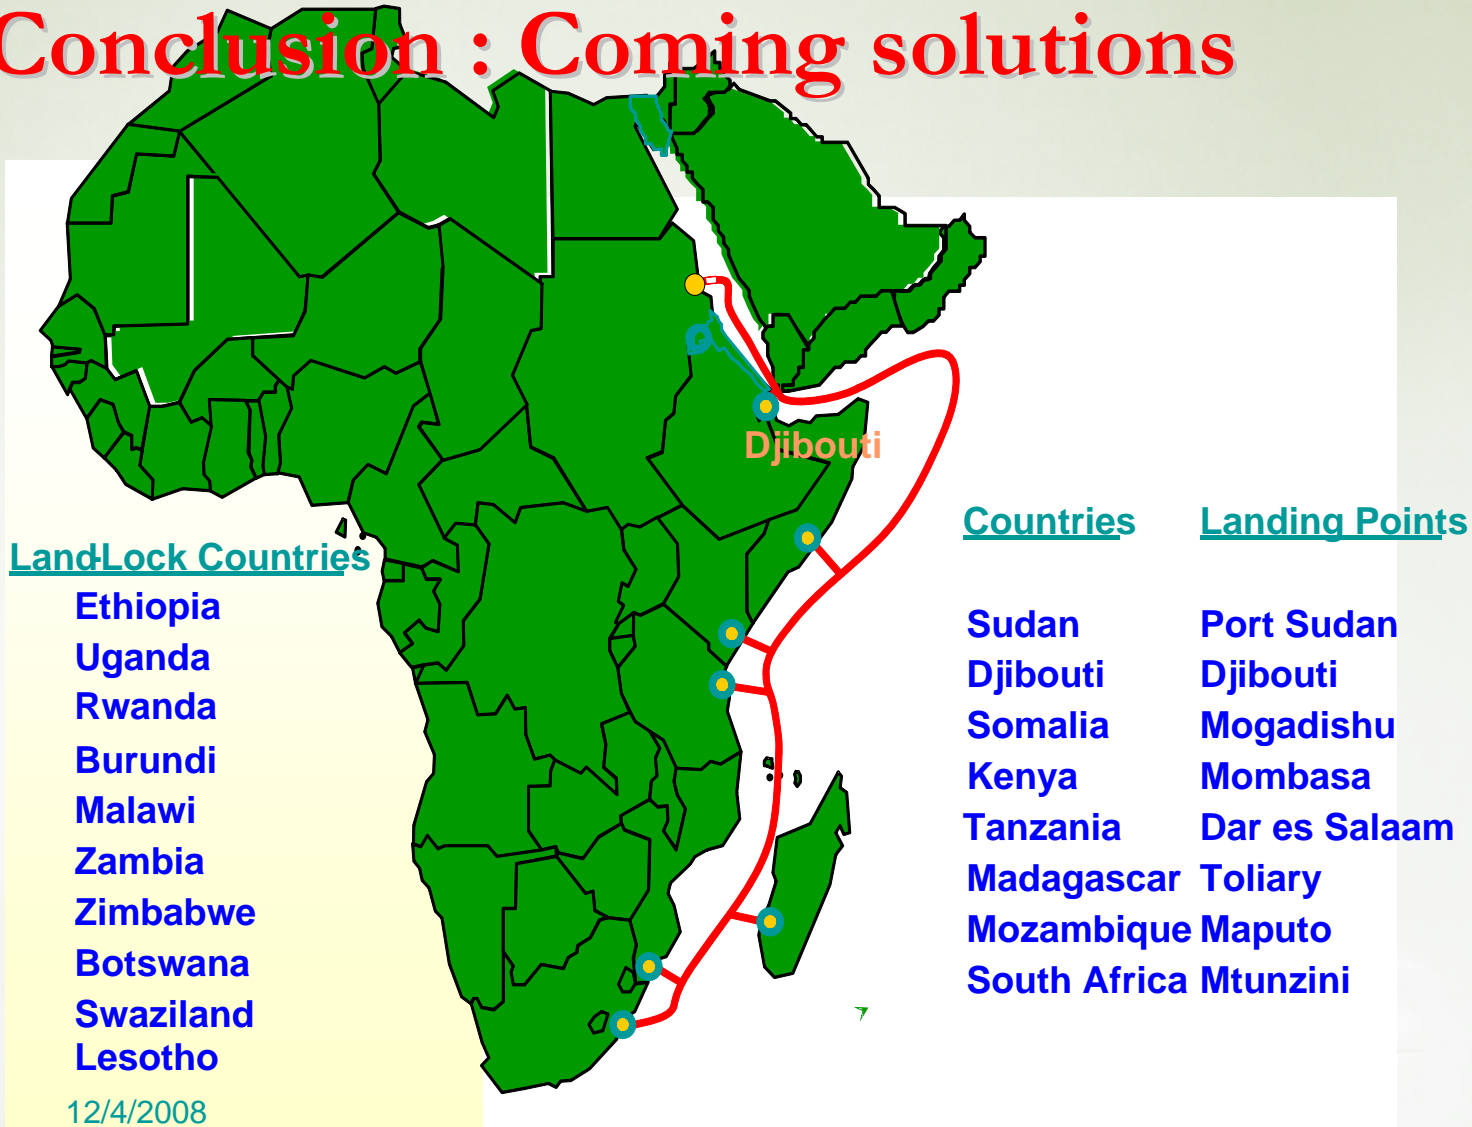 Conclusion : Coming solutions
Djibouti
Land-Lock Countries
Ethiopia
Uganda
Rwanda
Burundi
Malawi
Zambia
Zimbabwe
Botswana
Swaziland
Lesotho
12/4/2008
Countries Landing Points
Sudan Port Sudan
Djibouti Djibouti
Somalia Mogadishu
Kenya Mombasa
Tanzania Dar es Salaam
Madagascar Toliary
Mozambique Maputo
South Africa Mtunzini